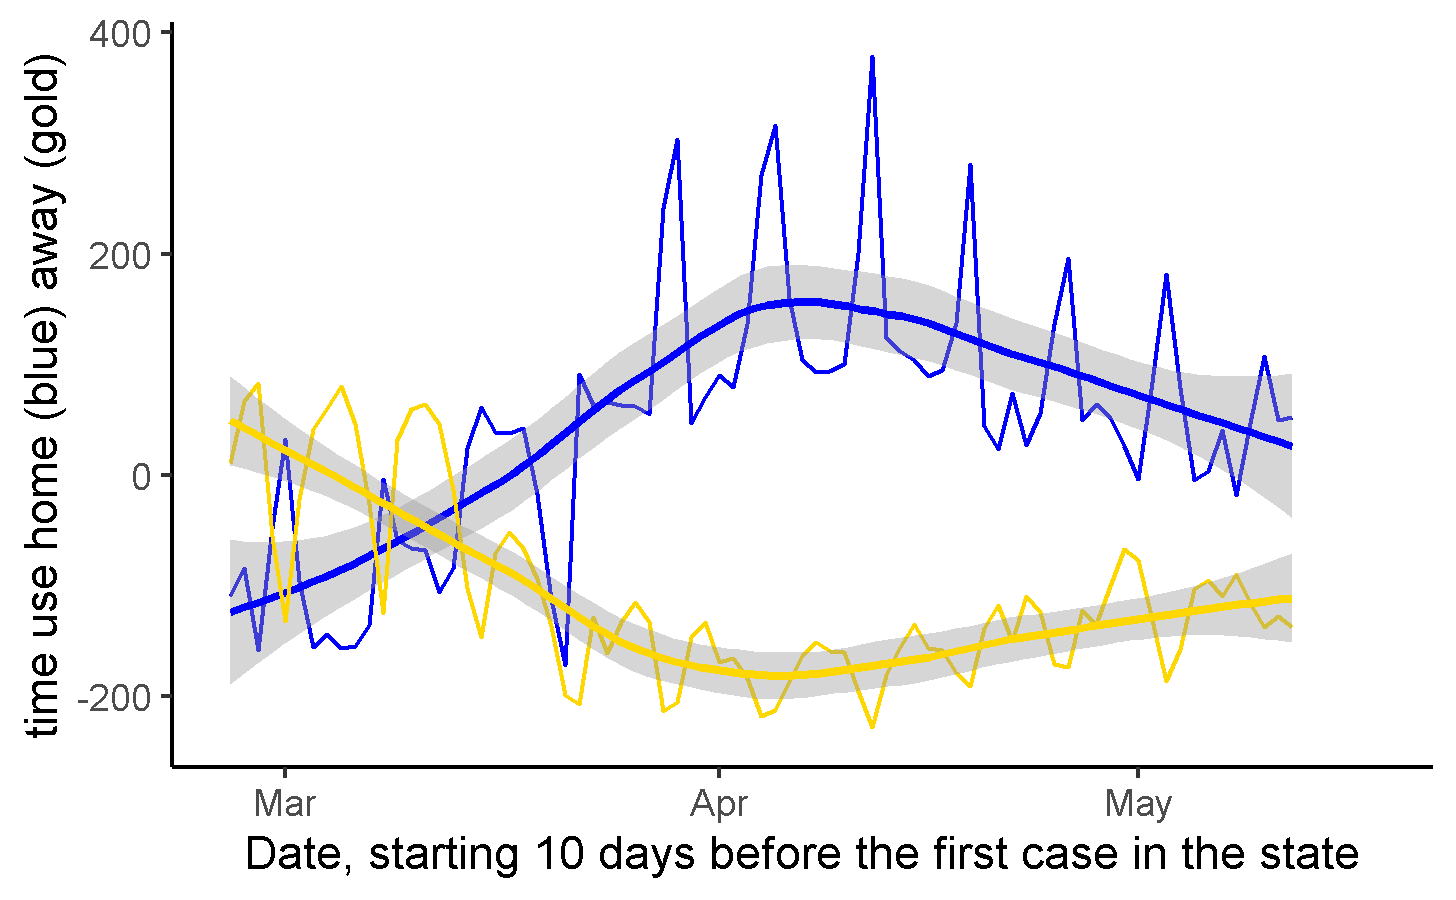 time use home (blue) away (gold)
400
200
0
-200
Mar Apr May
Date, starting 10 days before the first case in the state